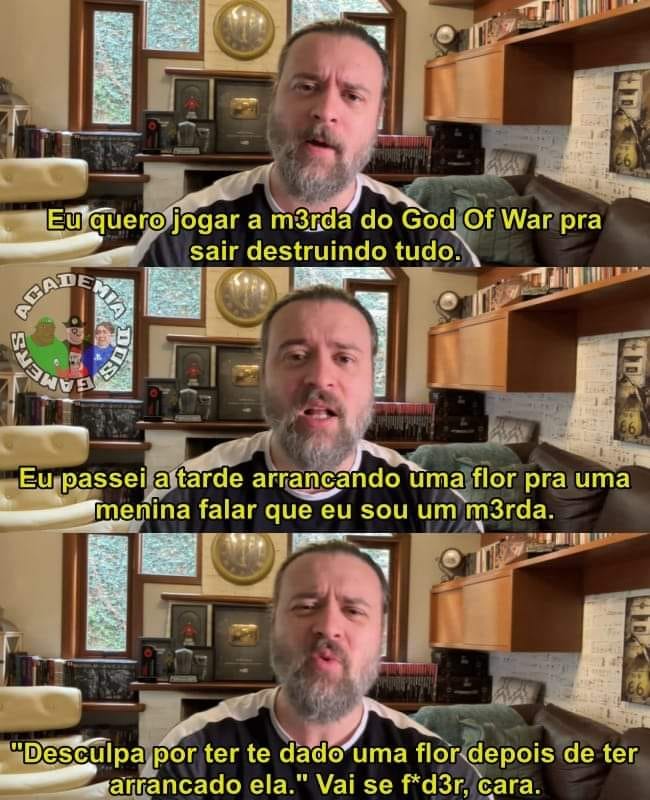 Eu quero jogar a m3rda do God Of War pra
sair destruindo tudo.
ACADEMIA DOS GAMERS
Eu passei a tarde arrancando uma flor pra uma
menina falar que eu sou um m3rda.
"Desculpa por ter te dado uma flor depois de ter
arrancado ela." Vai se f*d3r, cara.
66